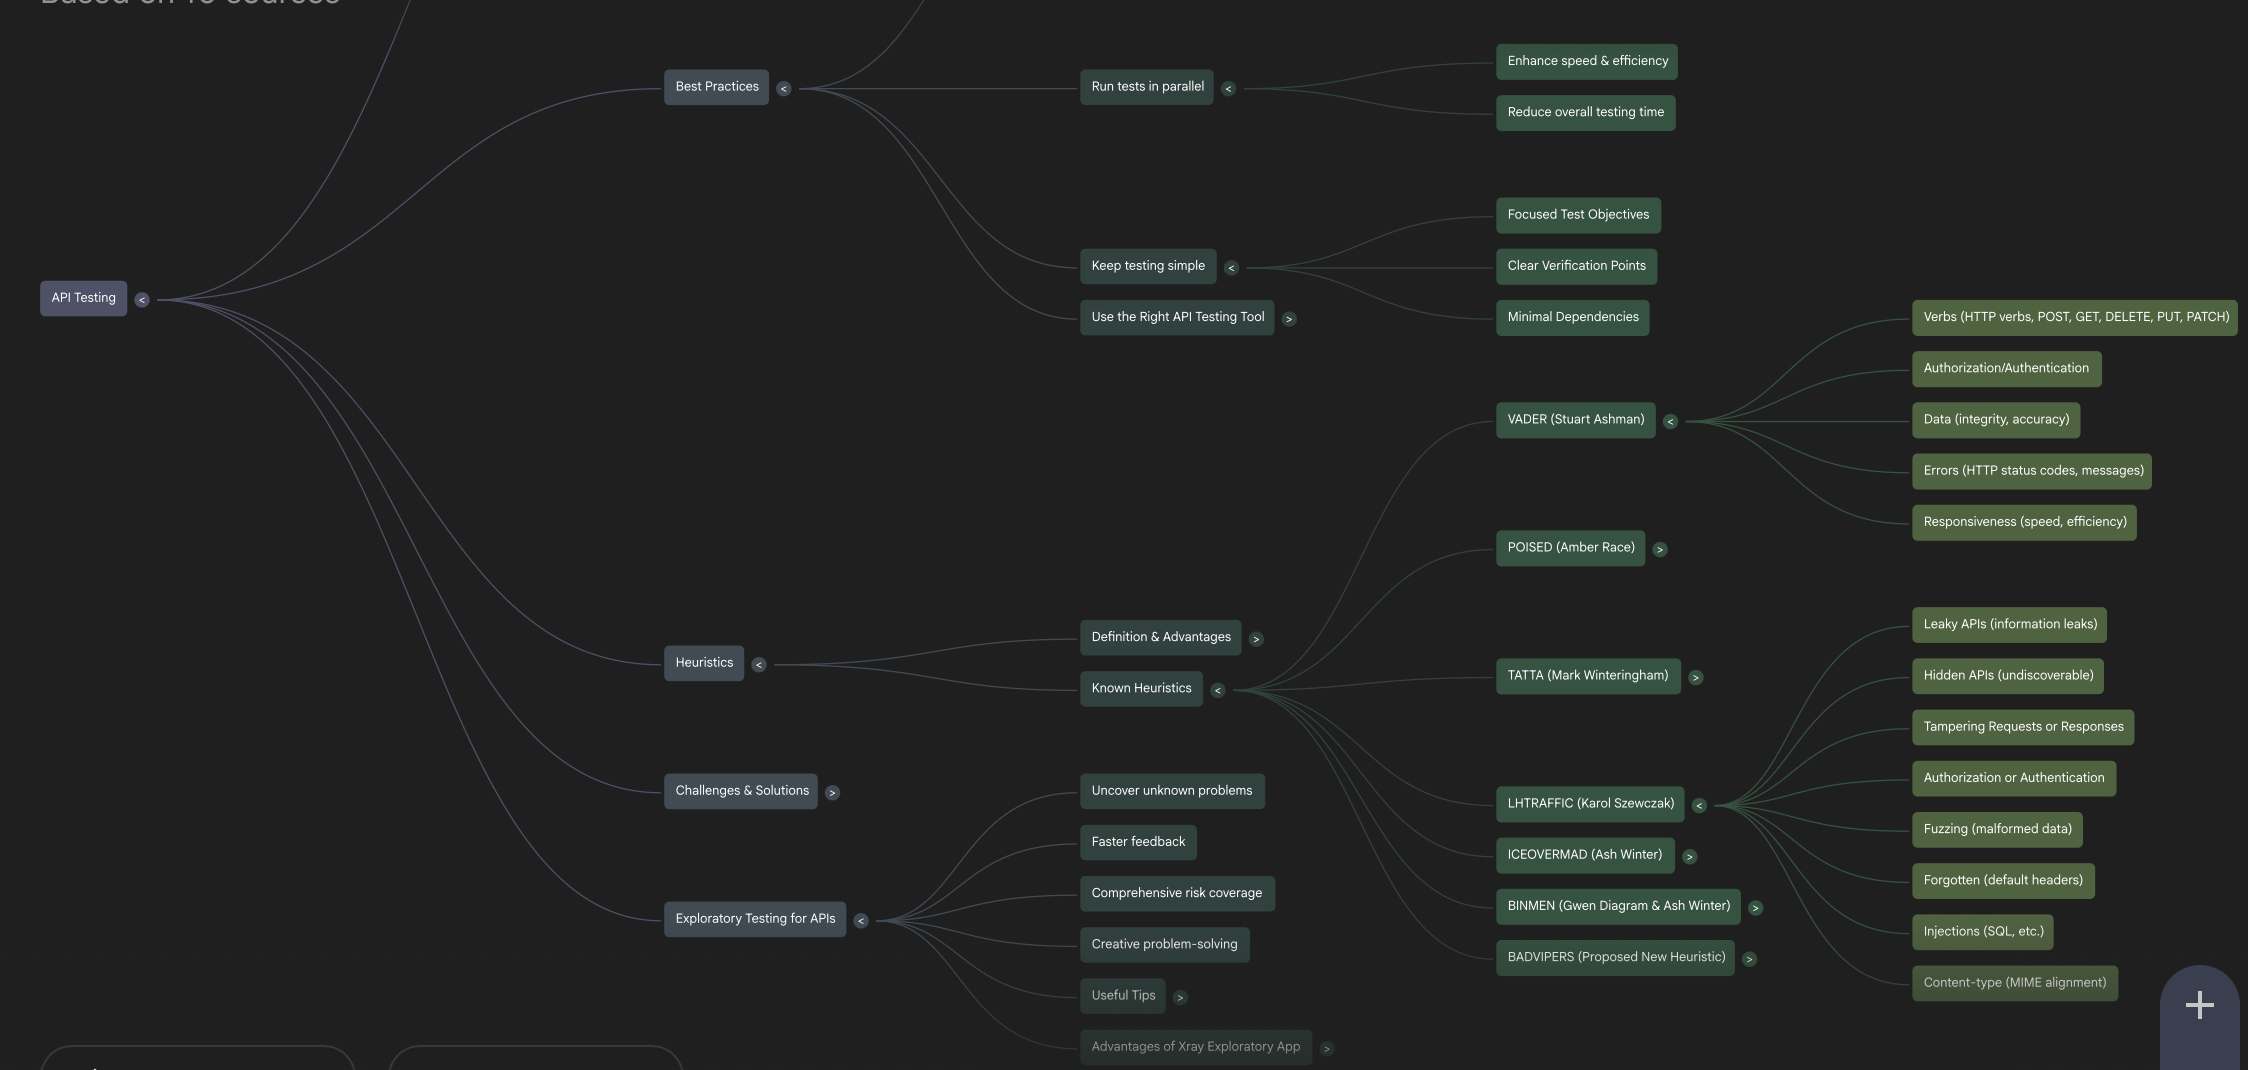 Based on 10 sources
API Testing
<
Best Practices
<
Run tests in parallel
<
Enhance speed & efficiency
Reduce overall testing time
Keep testing simple
<
Focused Test Objectives
Clear Verification Points
Minimal Dependencies
Use the Right API Testing Tool
>
Heuristics
<
Definition & Advantages
>
Known Heuristics
<
VADER (Stuart Ashman)
<
Verbs (HTTP verbs, POST, GET, DELETE, PUT, PATCH)
Authorization/Authentication
Data (integrity, accuracy)
Errors (HTTP status codes, messages)
Responsiveness (speed, efficiency)
POISED (Amber Race)
>
TATTA (Mark Winteringham)
>
LHTRAFFIC (Karol Szewczak)
<
Leaky APIs (information leaks)
Hidden APIs (undiscoverable)
Tampering Requests or Responses
Authorization or Authentication
Fuzzing (malformed data)
Forgotten (default headers)
Injections (SQL, etc.)
Content-type (MIME alignment)
ICEOVERMAD (Ash Winter)
>
BINMEN (Gwen Diagram & Ash Winter)
>
BADVIPERS (Proposed New Heuristic)
>
Challenges & Solutions
>
Exploratory Testing for APIs
<
Uncover unknown problems
Faster feedback
Comprehensive risk coverage
Creative problem-solving
Useful Tips
>
Advantages of Xray Exploratory App
>
+